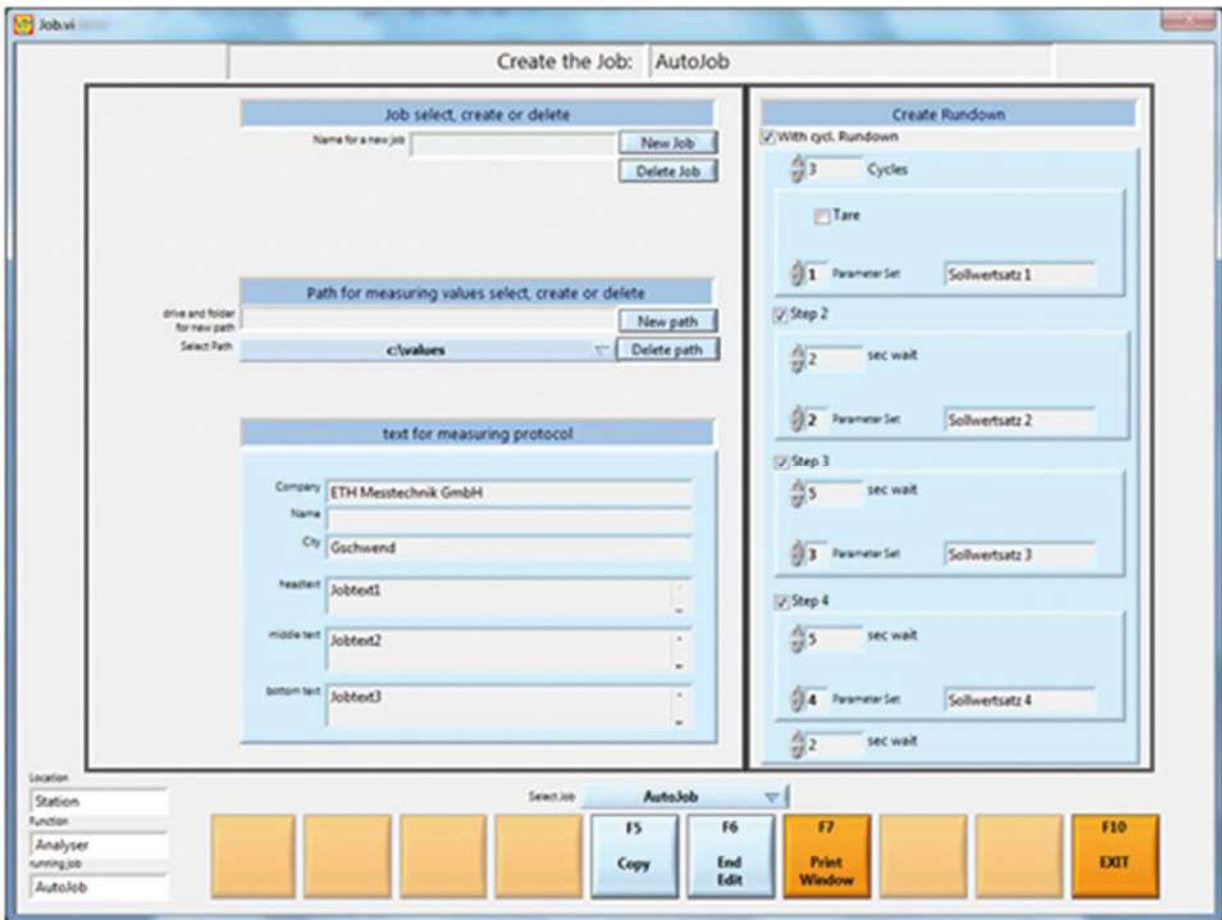 Job.vi
Create the Job: AutoJob
Job select, create or delete
Name for a new job
New Job
Delete Job
Path for measuring values select, create or delete
drive and folder
for new path
New path
Select Path
c:\values
Delete path
text for measuring protocol
Company
ETH Messtechnik GmbH
Name
City
Gschwend
headtext
Jobtext1
middle text
Jobtext2
bottom text
Jobtext3
Create Rundown
With cycl. Rundown
3 Cycles
Tare
1 Parameter Set Sollwertsatz 1
Step 2
2 sec wait
2 Parameter Set Sollwertsatz 2
Step 3
5 sec wait
3 Parameter Set Sollwertsatz 3
Step 4
5 sec wait
4 Parameter Set Sollwertsatz 4
2 sec wait
Location
Station
Function
Analyser
running job
AutoJob
Select Job
AutoJob
F5
Copy
F6
End
Edit
F7
Print
Window
F10
EXIT